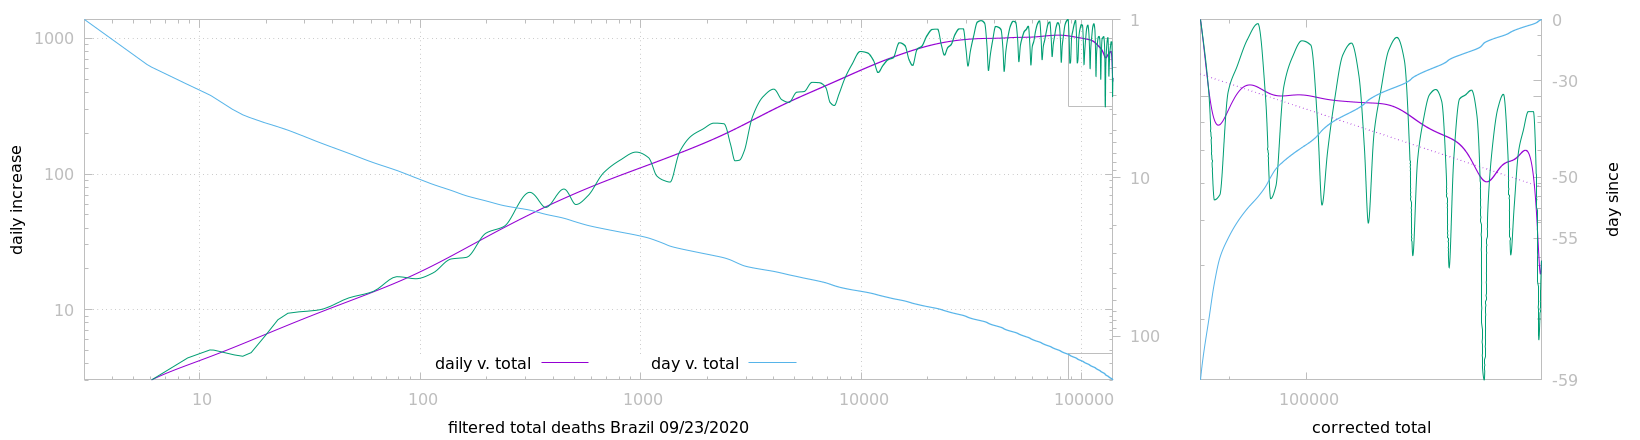 1000
100
10
daily increase
10
100
1000
10000
100000
filtered total deaths Brazil 09/23/2020
daily v. total
day v. total
1
10
100
0
-30
-50
-55
-59
day since
100000
corrected total